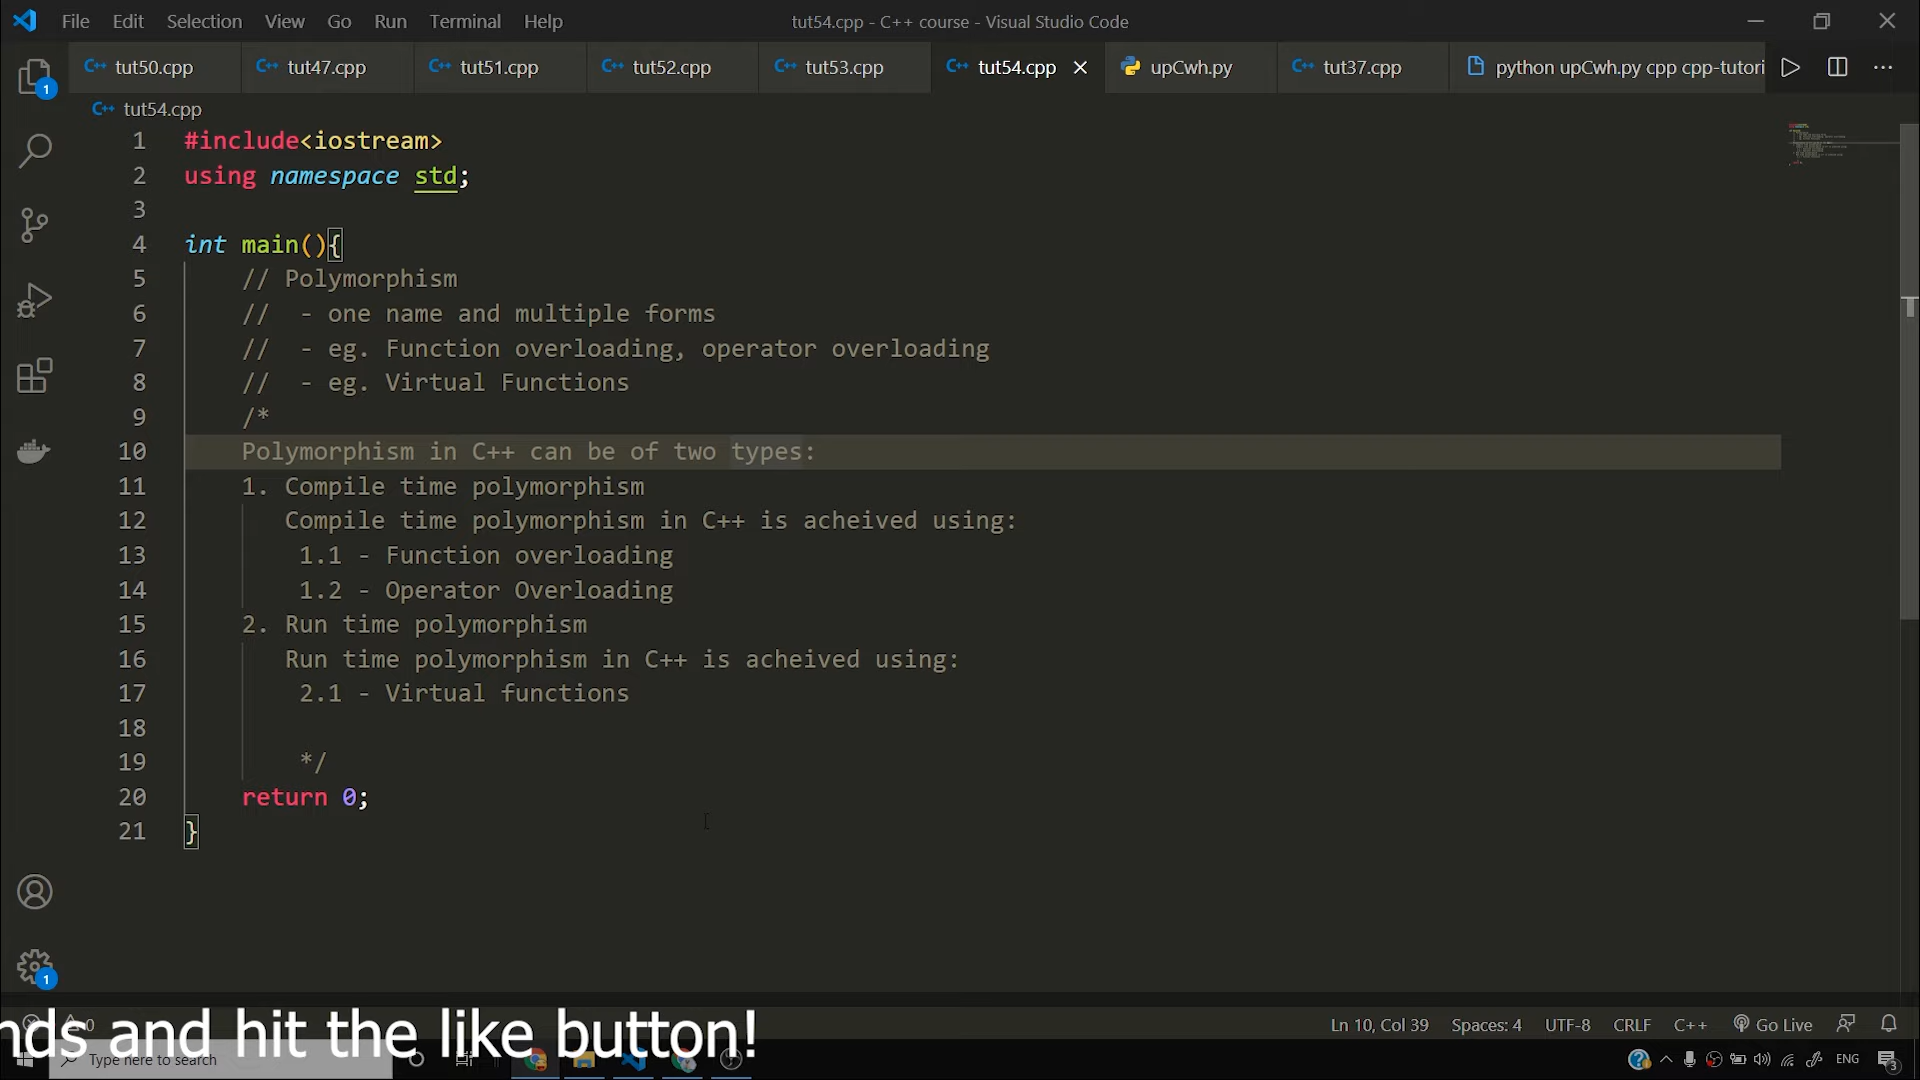 File Edit Selection View Go Run Terminal Help tut54.cpp - C++ course - Visual Studio Code
tut50.cpp tut47.cpp tut51.cpp tut52.cpp tut53.cpp tut54.cpp upCwh.py tut37.cpp python upCwh.py cpp cpp-tutori
1
tut54.cpp
1 #include<iostream>
2 using namespace std;
3
4 int main(){
5 // Polymorphism
6 // - one name and multiple forms
7 // - eg. Function overloading, operator overloading
8 // - eg. Virtual Functions
9 /*
10 Polymorphism in C++ can be of two types:
11 1. Compile time polymorphism
12 Compile time polymorphism in C++ is acheived using:
13 1.1 - Function overloading
14 1.2 - Operator Overloading
15 2. Run time polymorphism
16 Run time polymorphism in C++ is acheived using:
17 2.1 - Virtual functions
18
19 */
20 return 0;
21 }
1
nds and hit the like button!
0 Ln 10, Col 39 Spaces: 4 UTF-8 CRLF C++ Go Live
Type here to search ENG 3